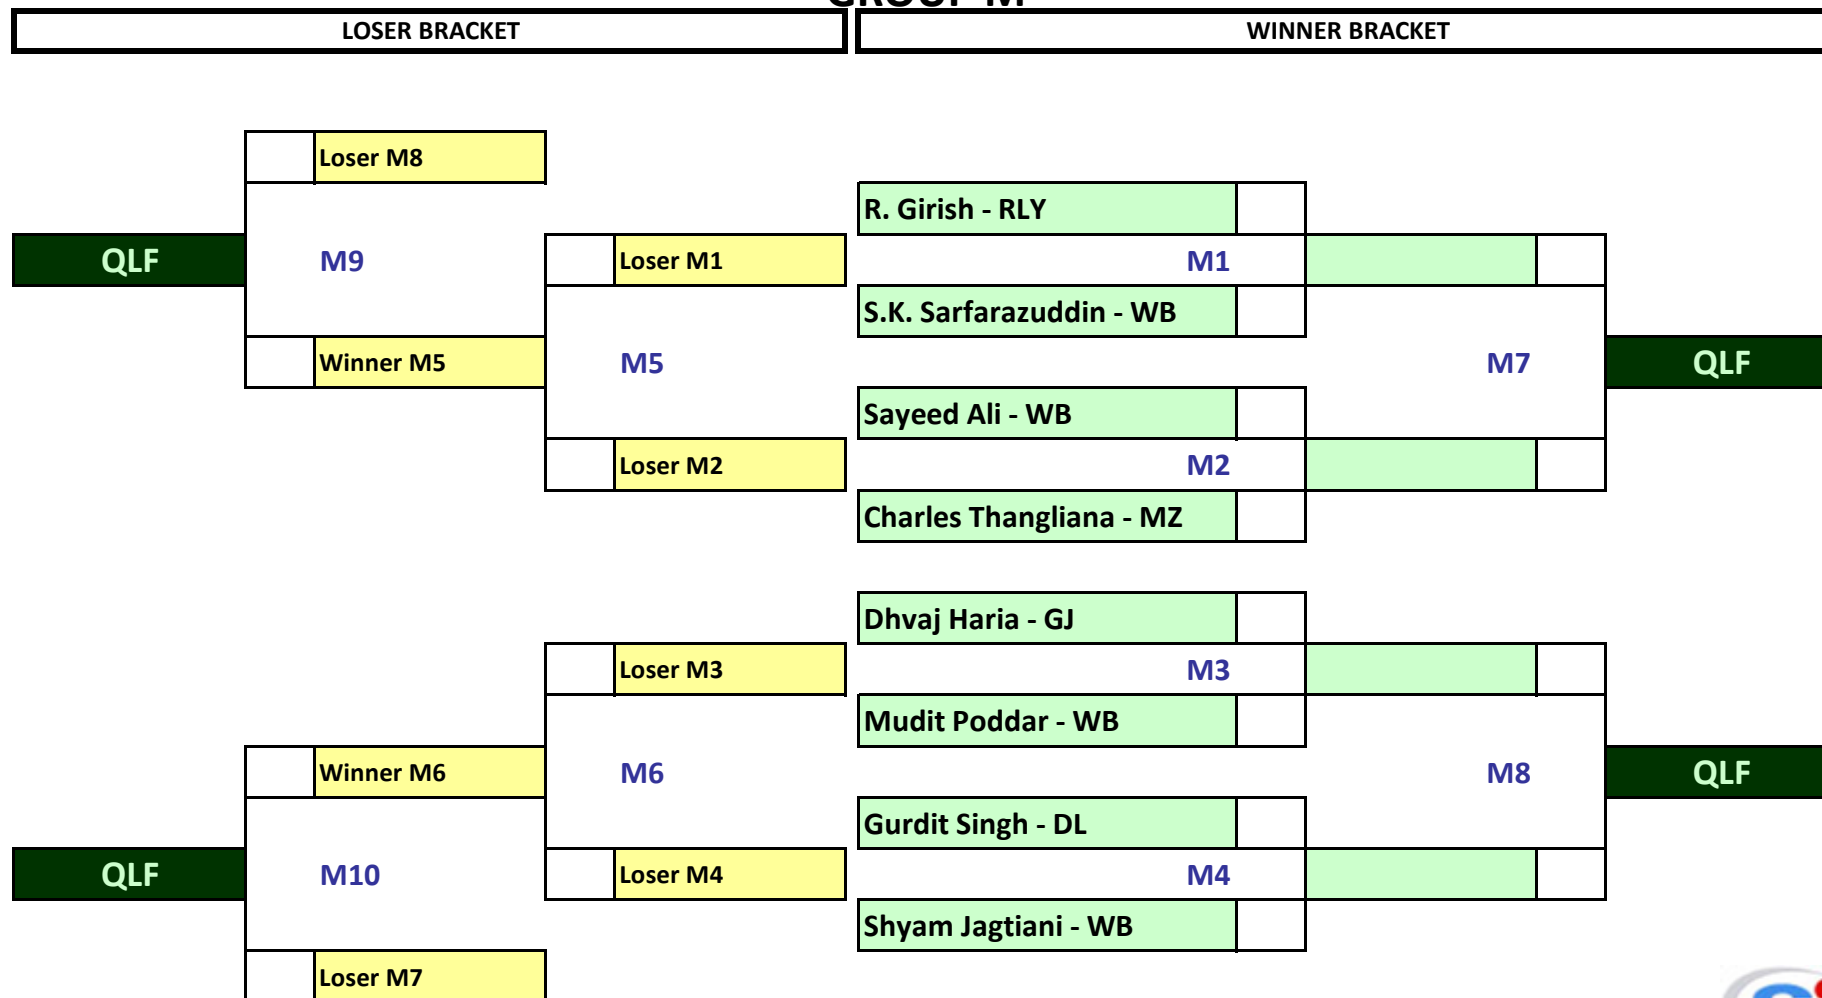 GROUP M
LOSER BRACKET
WINNER BRACKET
Loser M8
R. Girish - RLY
QLF
M9
Loser M1
M1
S.K. Sarfarazuddin - WB
Winner M5
M5
M7
QLF
Sayeed Ali - WB
Loser M2
M2
Charles Thangliana - MZ
Dhvaj Haria - GJ
Loser M3
M3
Mudit Poddar - WB
Winner M6
M6
M8
QLF
Gurdit Singh - DL
QLF
M10
Loser M4
M4
Shyam Jagtiani - WB
Loser M7